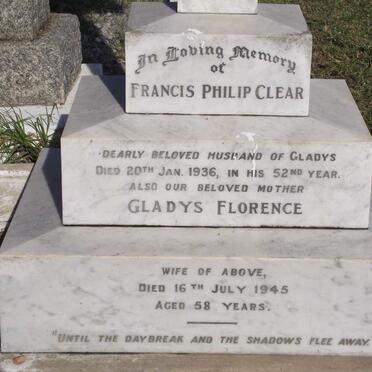 In Loving Memory
of
FRANCIS PHILIP CLEAR
DEARLY BELOVED HUSBAND OF GLADYS
DIED 20TH JAN. 1936, IN HIS 52ND YEAR.
ALSO OUR BELOVED MOTHER
GLADYS FLORENCE
WIFE OF ABOVE,
DIED 16TH JULY 1945
AGED 58 YEARS.
"UNTIL THE DAYBREAK AND THE SHADOWS FLEE AWAY.